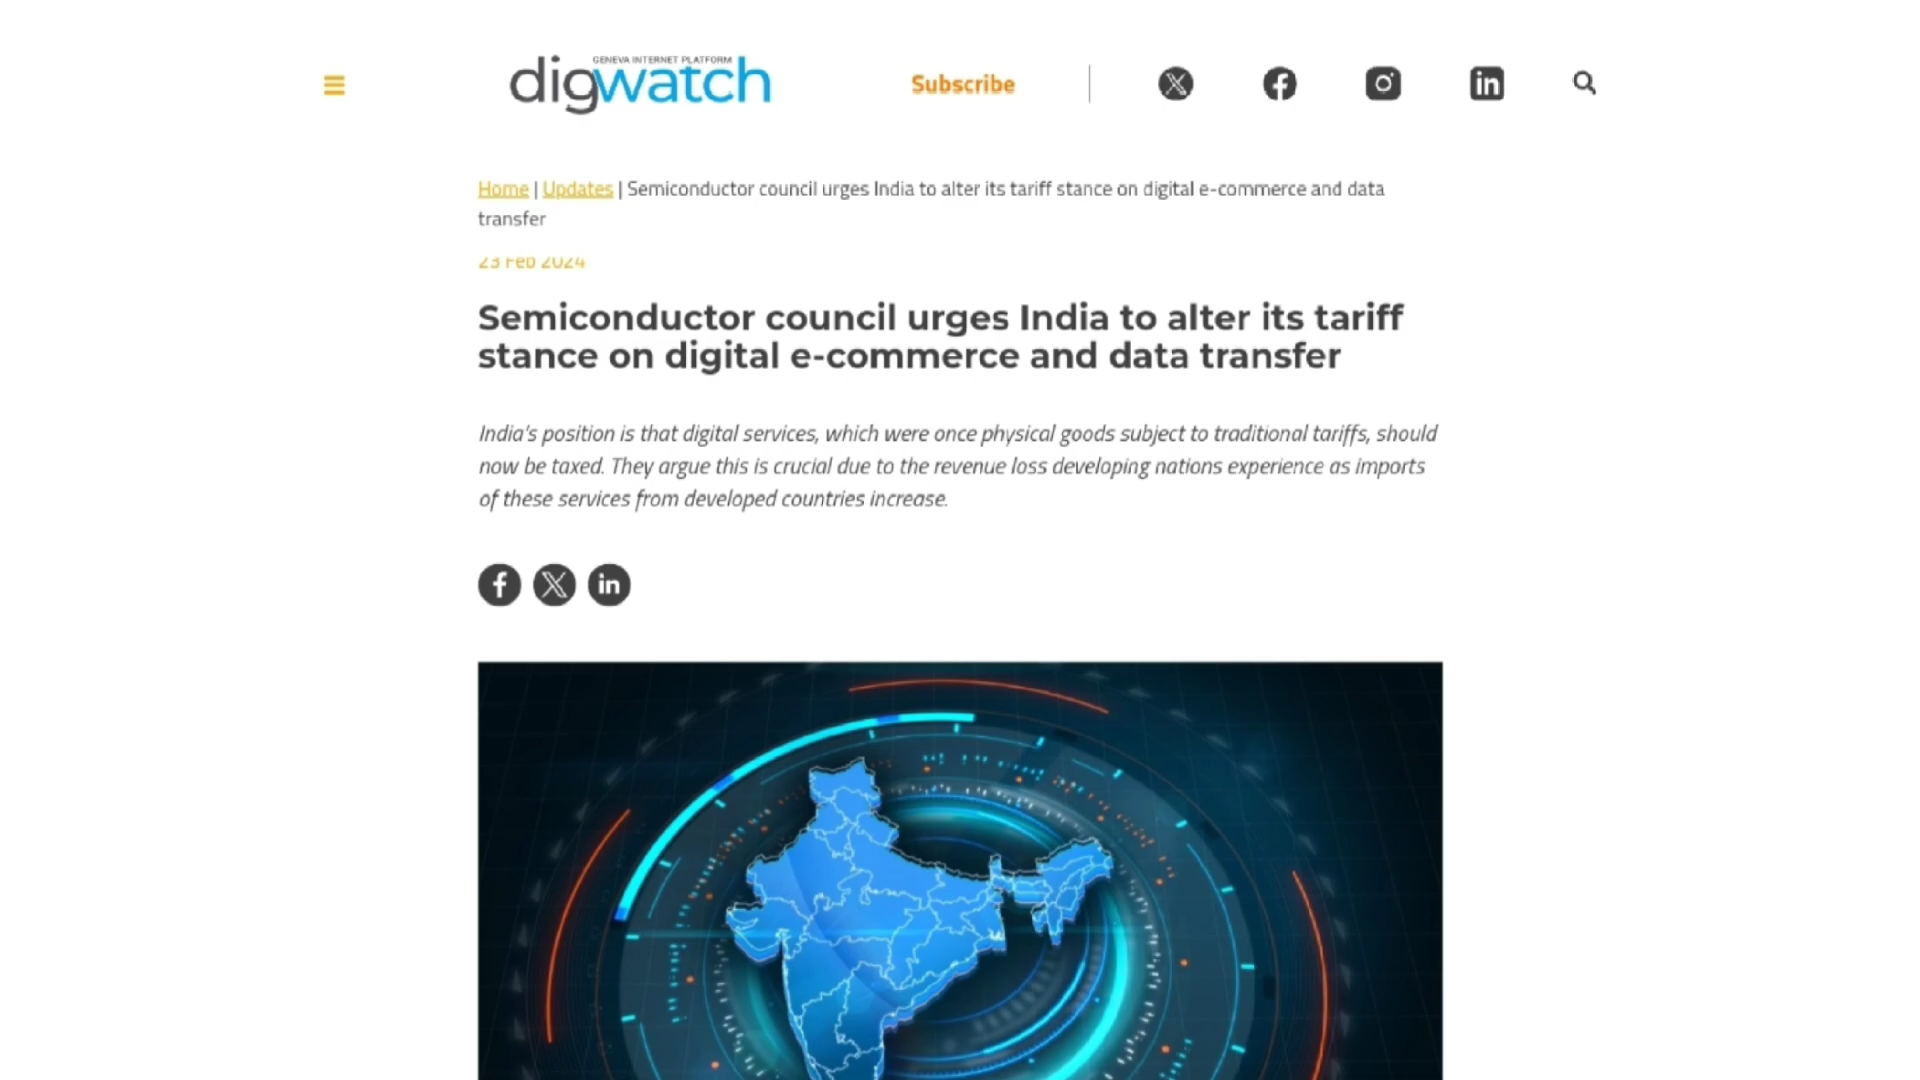 GENEVA INTERNET PLATFORM
digwatch
Subscribe
Home | Updates | Semiconductor council urges India to alter its tariff stance on digital e-commerce and data
transfer
23 Feb 2024
Semiconductor council urges India to alter its tariff
stance on digital e-commerce and data transfer
India's position is that digital services, which were once physical goods subject to traditional tariffs, should
now be taxed. They argue this is crucial due to the revenue loss developing nations experience as imports
of these services from developed countries increase.